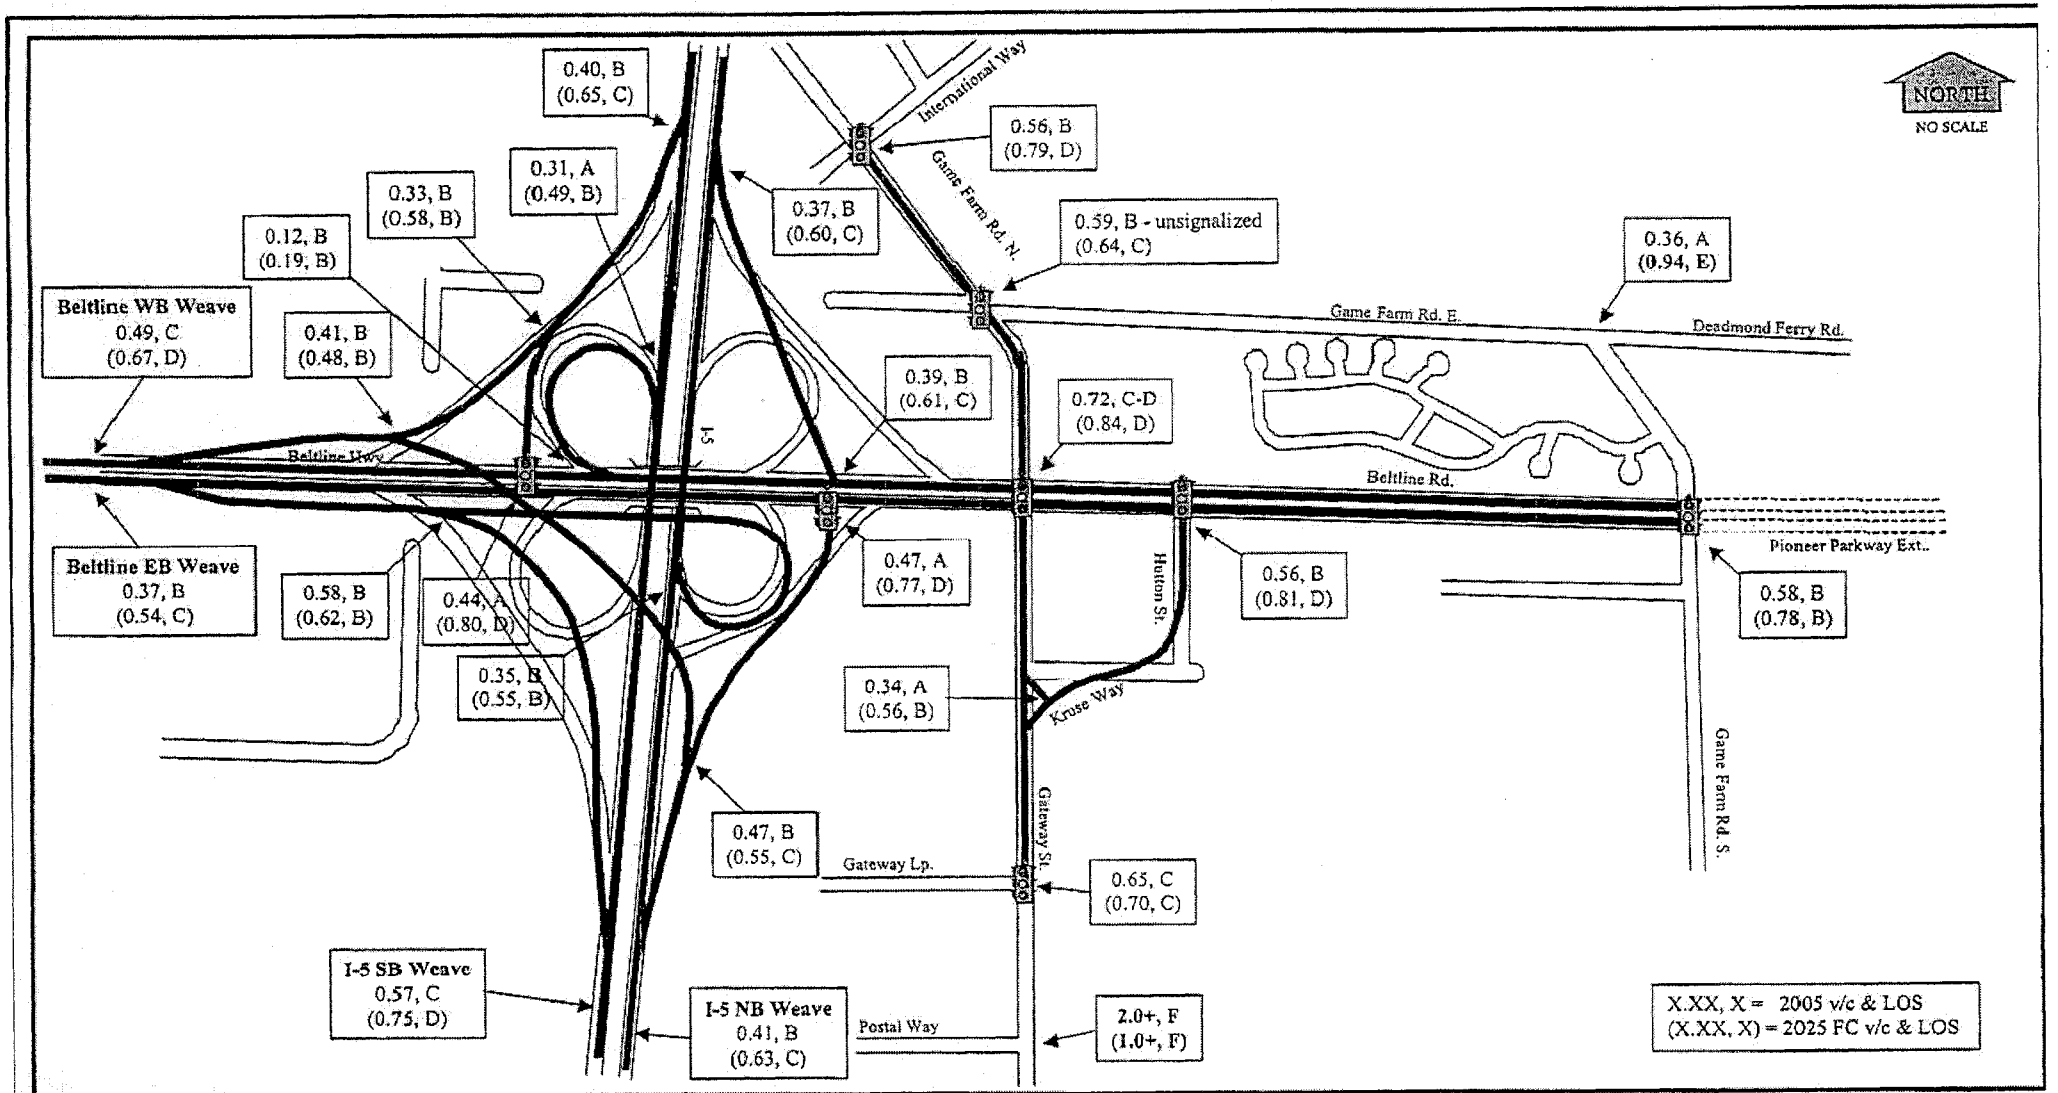 0.40, B
(0.65, C)
International Way
NORTH
NO SCALE
0.56, B
(0.79, D)
0.31, A
(0.49, B)
Game Farm Rd. N.
0.33, B
(0.58, B)
0.37, B
(0.60, C)
0.59, B - unsignalized
(0.64, C)
0.12, B
(0.19, B)
0.36, A
(0.94, E)
Beltline WB Weave
0.49, C
(0.67, D)
0.41, B
(0.48, B)
Game Farm Rd. E.
Deadmond Ferry Rd.
0.39, B
(0.61, C)
0.72, C-D
(0.84, D)
I-5
Beltline Hwy
Beltline Rd.
Pioneer Parkway Ext..
Beltline EB Weave
0.37, B
(0.54, C)
0.58, B
(0.62, B)
0.44, A
(0.80, D)
0.47, A
(0.77, D)
Hutton St.
0.56, B
(0.81, D)
0.58, B
(0.78, B)
0.35, B
(0.55, B)
0.34, A
(0.56, B)
Kruse Way
Game Farm Rd. S.
0.47, B
(0.55, C)
Gateway St.
Gateway Lp.
0.65, C
(0.70, C)
I-5 SB Weave
0.57, C
(0.75, D)
I-5 NB Weave
0.41, B
(0.63, C)
Postal Way
2.0+, F
(1.0+, F)
X.XX, X = 2005 v/c & LOS
(X.XX, X) = 2025 FC v/c & LOS